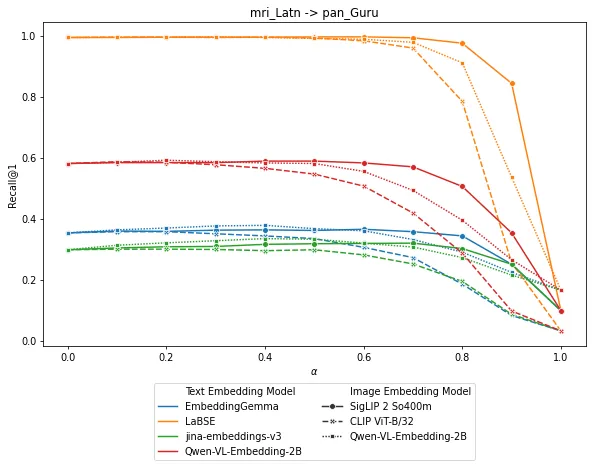 mri_Latn -> pan_Guru
Recall@1
1.0
0.8
0.6
0.4
0.2
0.0
0.0 0.2 0.4 0.6 0.8 1.0
α
Text Embedding Model
EmbeddingGemma
LaBSE
jina-embeddings-v3
Qwen-VL-Embedding-2B
Image Embedding Model
SigLIP 2 So400m
CLIP ViT-B/32
Qwen-VL-Embedding-2B